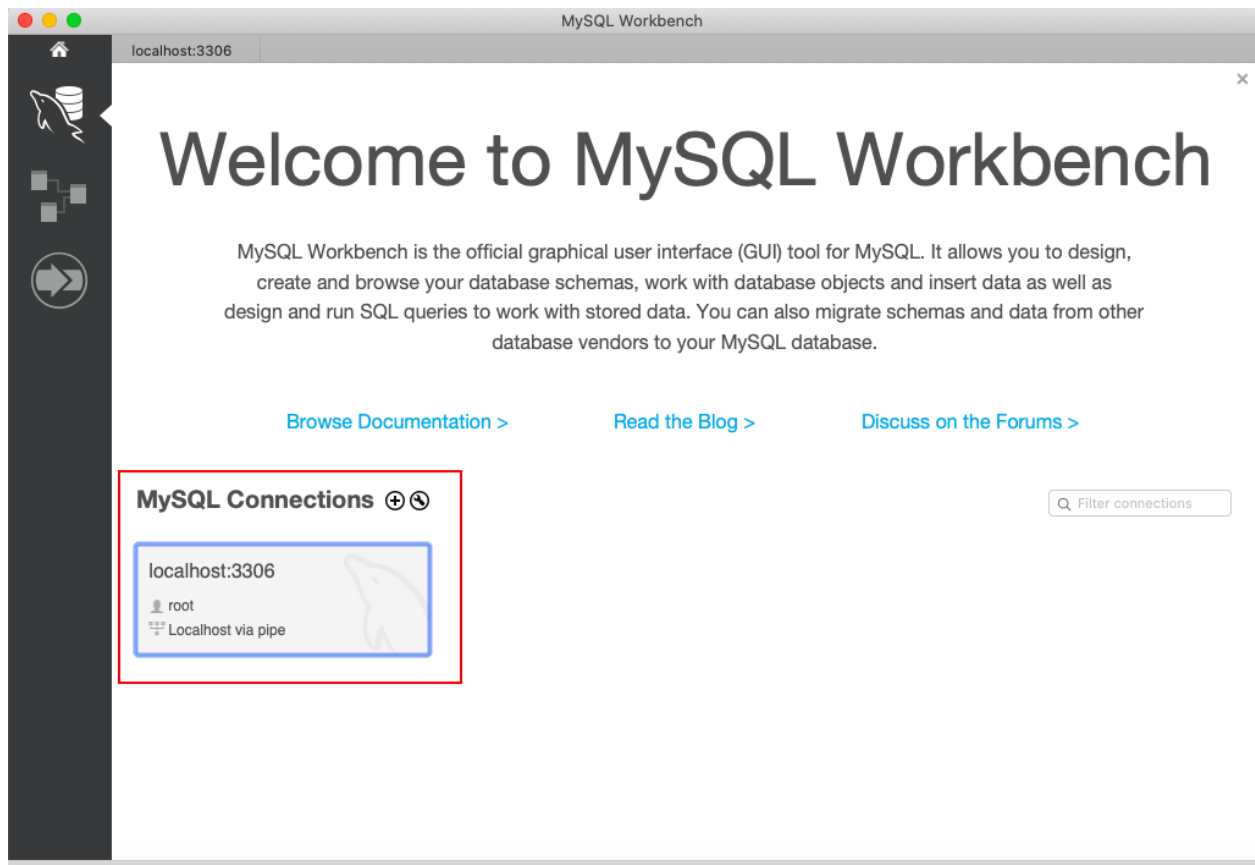 MySQL Workbench
localhost:3306
Welcome to MySQL Workbench
MySQL Workbench is the official graphical user interface (GUI) tool for MySQL. It allows you to design,
create and browse your database schemas, work with database objects and insert data as well as
design and run SQL queries to work with stored data. You can also migrate schemas and data from other
database vendors to your MySQL database.
Browse Documentation > Read the Blog > Discuss on the Forums >
MySQL Connections
Filter connections
localhost:3306
root
Localhost via pipe